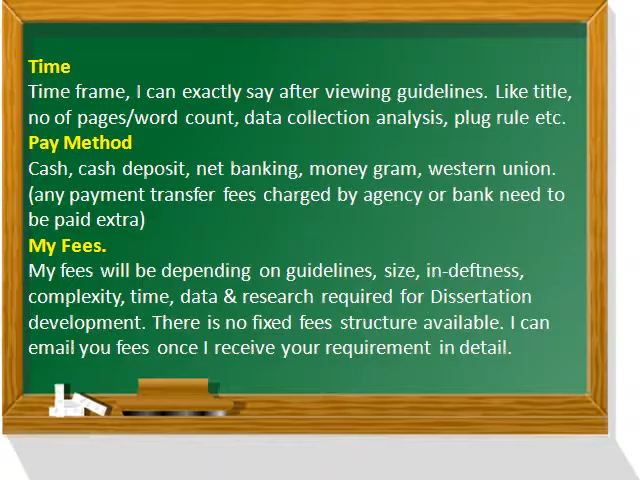 Time
Time frame, I can exactly say after viewing guidelines. Like title,
no of pages/word count, data collection analysis, plug rule etc.
Pay Method
Cash, cash deposit, net banking, money gram, western union.
(any payment transfer fees charged by agency or bank need to
be paid extra)
My Fees.
My fees will be depending on guidelines, size, in-deftness,
complexity, time, data & research required for Dissertation
development. There is no fixed fees structure available. I can
email you fees once I receive your requirement in detail.